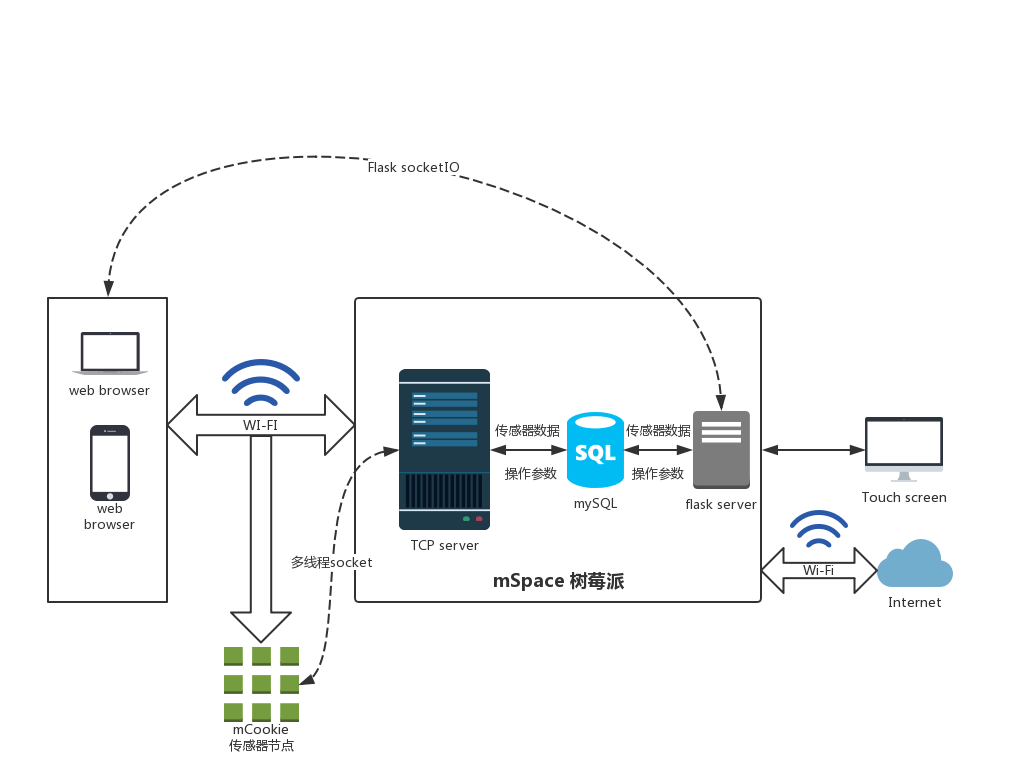 Flask socketIO
web browser
web
browser
WI-FI
传感器数据
操作参数
传感器数据
操作参数
SQL
mySQL
flask server
TCP server
多线程socket
mSpace 树莓派
Touch screen
Wi-Fi
Internet
mCookie
传感器节点